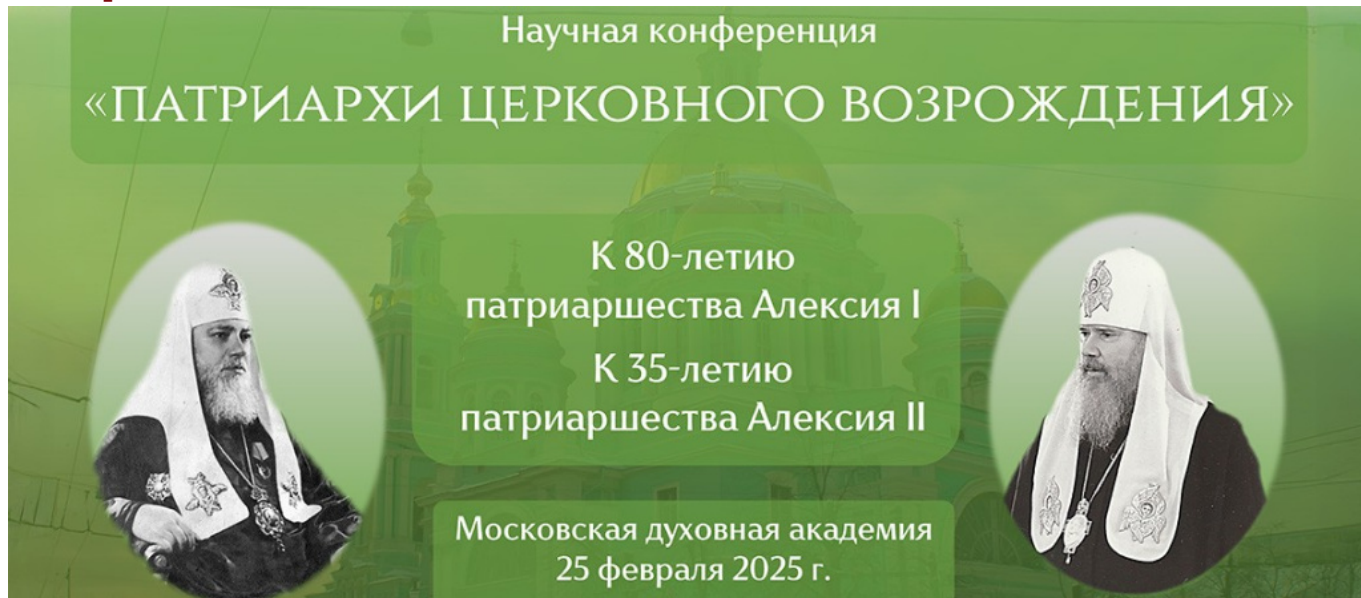 Научная конференция
«ПАТРИАРХИ ЦЕРКОВНОГО ВОЗРОЖДЕНИЯ»
К 80-летию
патриаршества Алексия I
К 35-летию
патриаршества Алексия II
Московская духовная академия
25 февраля 2025 г.